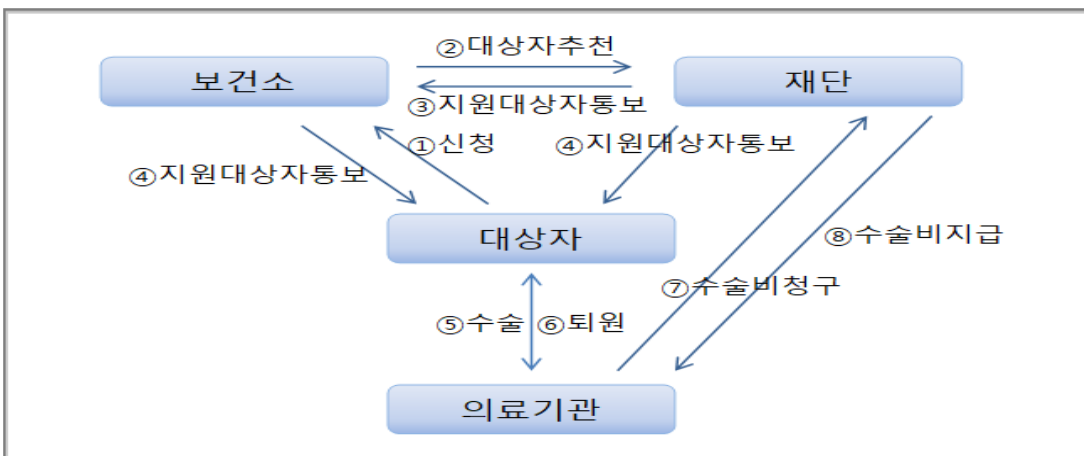 ②대상자추천
보건소
재단
③지원대상자통보
①신청
④지원대상자통보
④지원대상자통보
대상자
⑧수술비지급
⑦수술비청구
⑤수술
⑥퇴원
의료기관